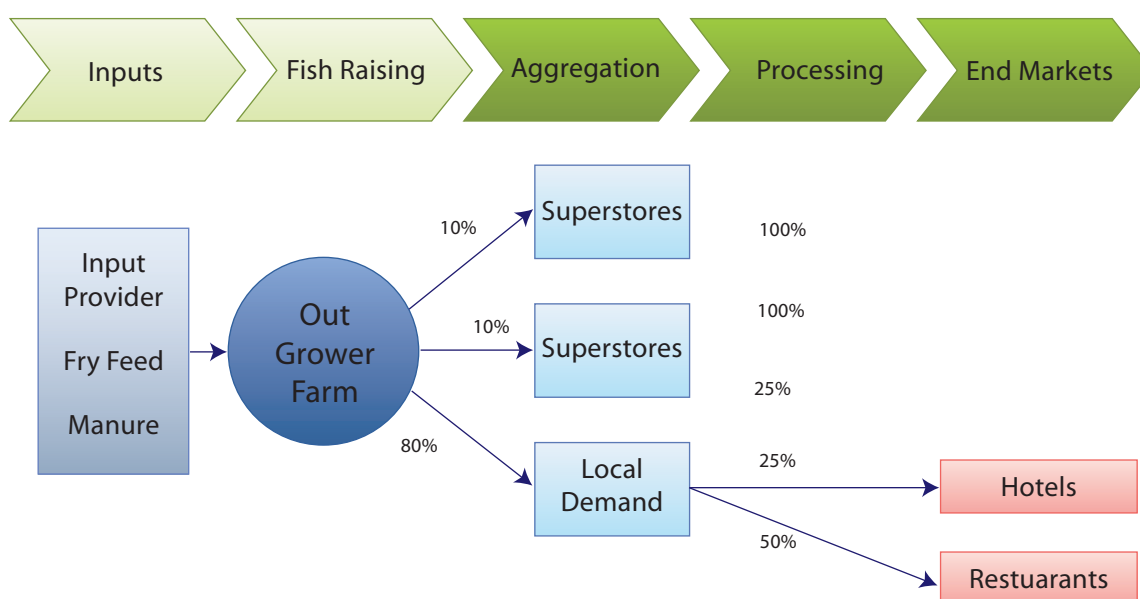 Inputs
Fish Raising
Aggregation
Processing
End Markets
Input
Provider
Fry Feed
Manure
Out
Grower
Farm
10%
10%
80%
Superstores
Superstores
Local
Demand
100%
100%
25%
25%
50%
Hotels
Restuarants